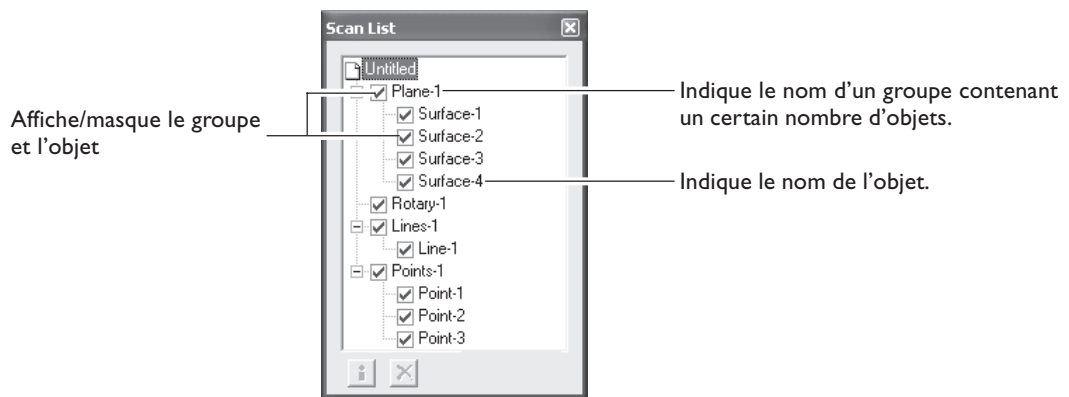 Scan List
Untitled
Plane-1
Surface-1
Surface-2
Surface-3
Surface-4
Rotary-1
Lines-1
Line-1
Points-1
Point-1
Point-2
Point-3
Affiche/masque le groupe
et l’objet
Indique le nom d’un groupe contenant
un certain nombre d’objets.
Indique le nom de l’objet.